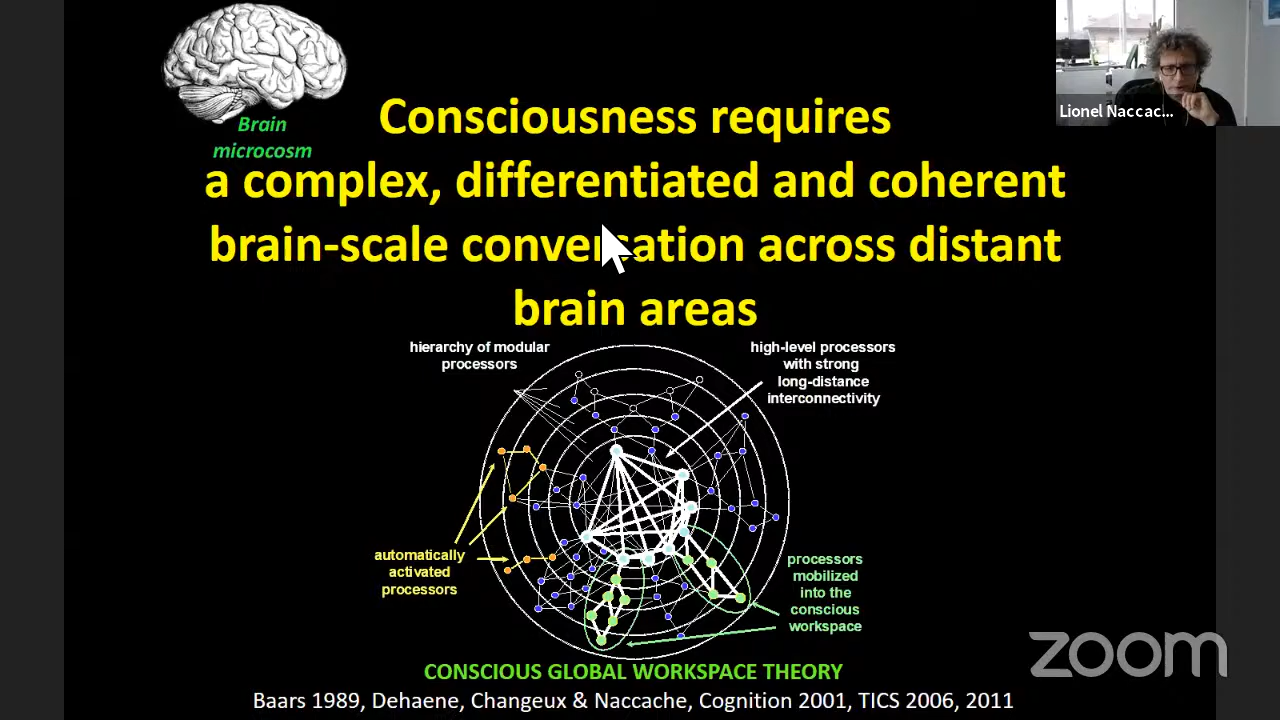 Brain
microcosm
Lionel Naccac...
Consciousness requires
a complex, differentiated and coherent
brain-scale conversation across distant
brain areas
hierarchy of modular
processors
high-level processors
with strong
long-distance
interconnectivity
automatically
activated
processors
processors
mobilized
into the
conscious
workspace
zoom
CONSCIOUS GLOBAL WORKSPACE THEORY
Baars 1989, Dehaene, Changeux & Naccache, Cognition 2001, TICS 2006, 2011